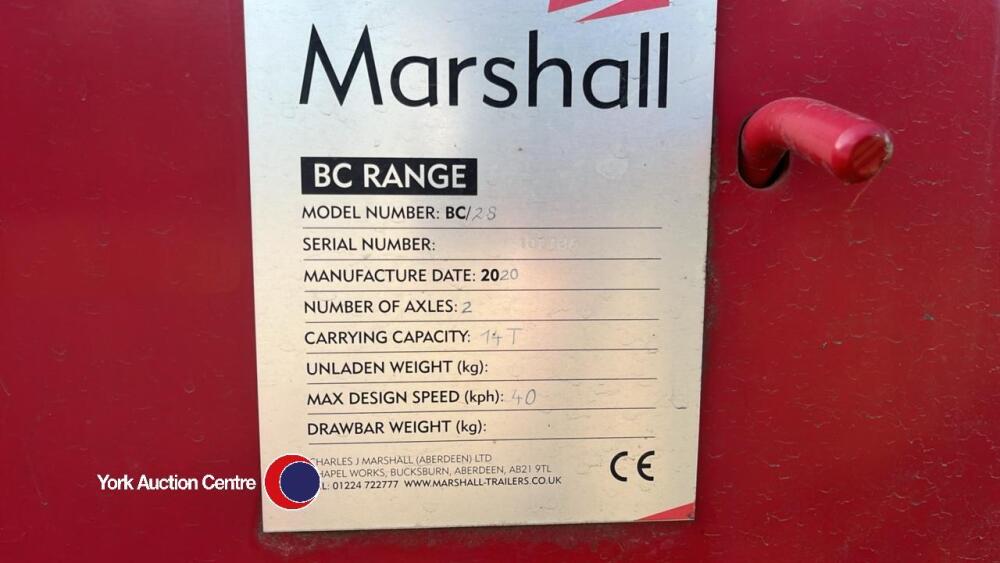 Marshall
BC RANGE
MODEL NUMBER: BC/28
SERIAL NUMBER:
MANUFACTURE DATE: 2020
NUMBER OF AXLES: 2
CARRYING CAPACITY: 14T
UNLADEN WEIGHT (kg):
MAX DESIGN SPEED (kph): 40
DRAWBAR WEIGHT (kg):
CHARLES J MARSHALL (ABERDEEN) LTD
CHAPEL WORKS, BUCKSBURN, ABERDEEN, AB21 9TL
L: 01224 722777 WWW.MARSHALL-TRAILERS.CO.UK
CE
York Auction Centre